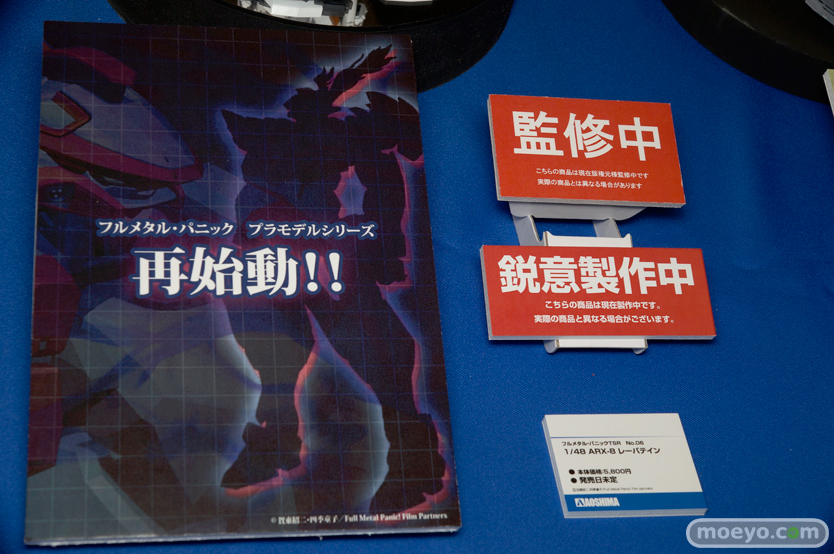 フルメタル・パニック プラモデルシリーズ
再始動!!
© 賀東招二・四季童子/Full Metal Panic! Film Partners
監修中
こちらの商品は現在版権元様監修中です
実際の商品とは異なる場合があります
鋭意製作中
こちらの商品は現在製作中です。
実際の商品と異なる場合がございます。
フルメタル・パニックTSR No.06
1/48 ARX-8 レーバテイン
● 本体価格:5,800円
● 発売日未定
AOSHIMA
moeyo.com